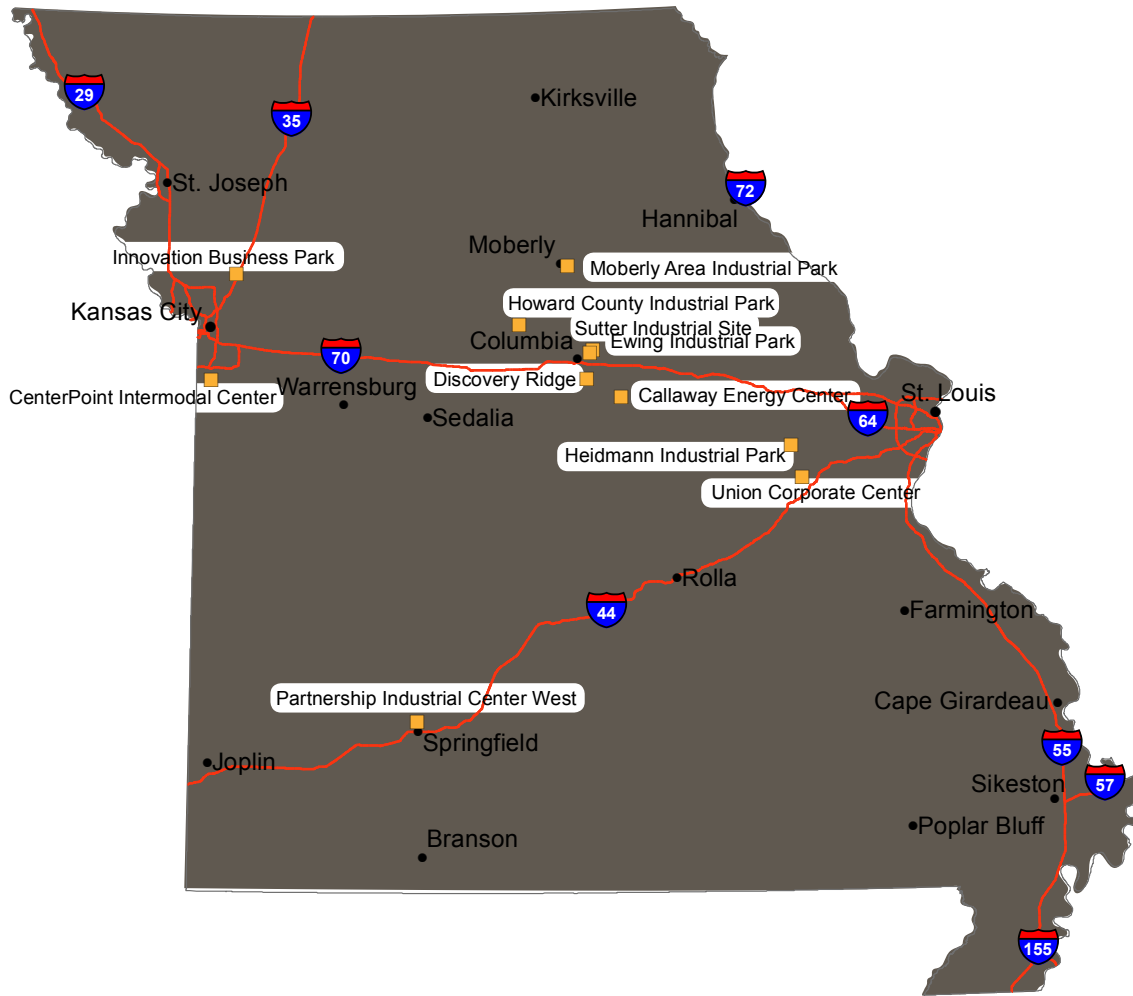 29
35
Kirksville
St. Joseph
72
Hannibal
Moberly
Innovation Business Park
Moberly Area Industrial Park
Howard County Industrial Park
Kansas City
Sutter Industrial Site
Columbia
Ewing Industrial Park
70
Discovery Ridge
Warrensburg
CenterPoint Intermodal Center
Callaway Energy Center
St. Louis
Sedalia
64
Heidmann Industrial Park
Union Corporate Center
Rolla
44
Farmington
Partnership Industrial Center West
Cape Girardeau
Springfield
55
Joplin
57
Sikeston
Poplar Bluff
Branson
155